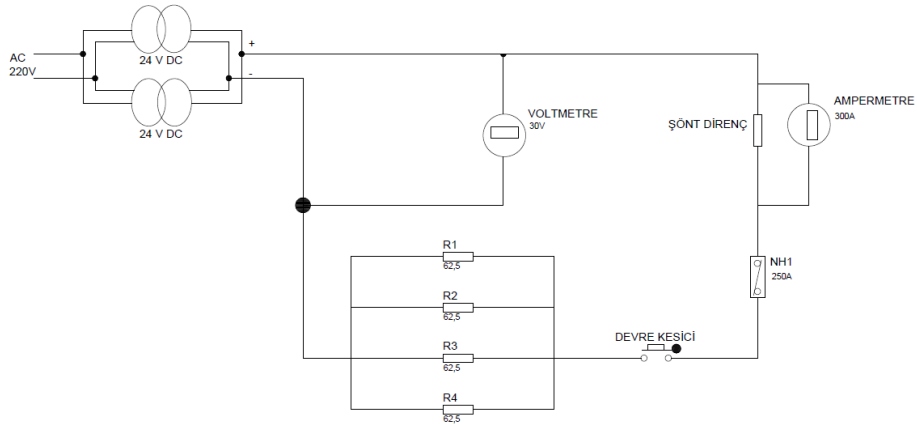 24 V DC
AC
220V
+
-
24 V DC
VOLTMETRE
30V
ŞÖNT DİRENÇ
AMPERMETRE
300A
R1
62,5
R2
62,5
R3
62,5
R4
62,5
DEVRE KESİCİ
NH1
250A